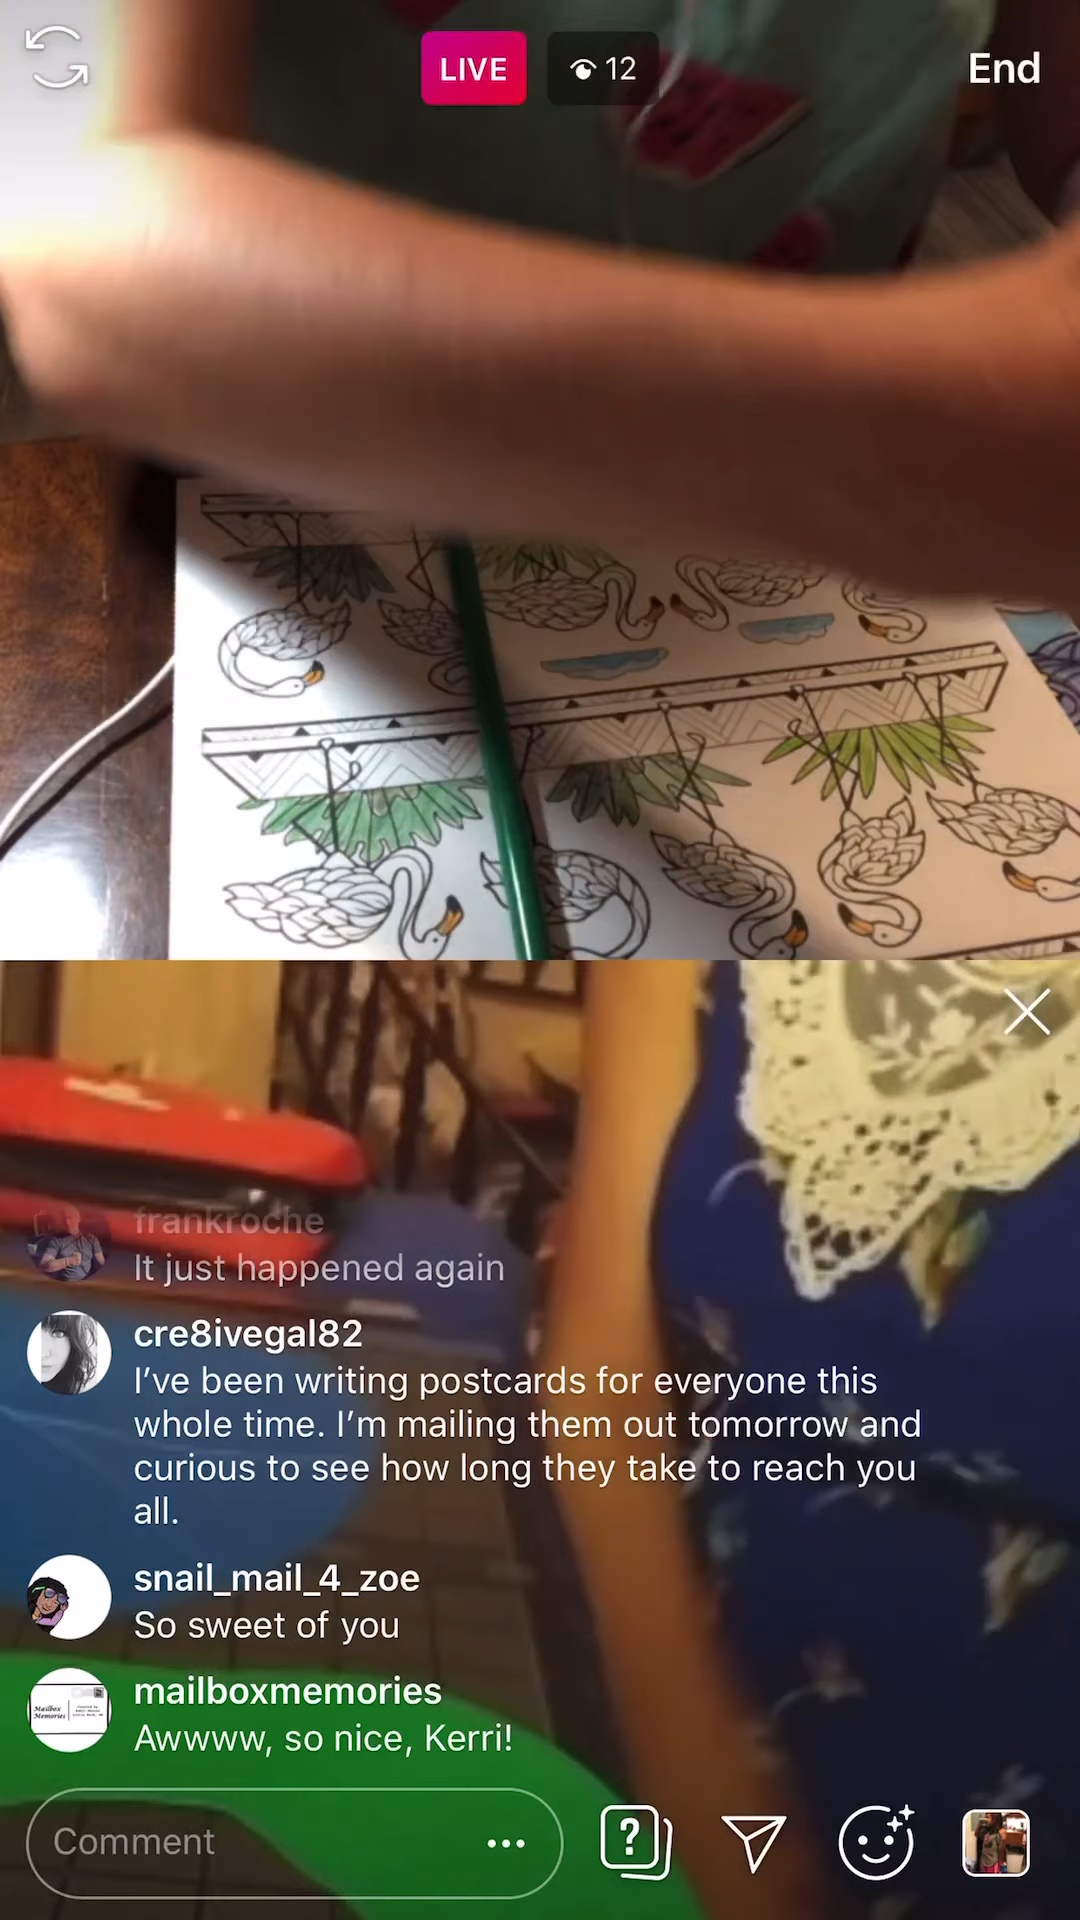 LIVE
12
End
frankroche
It just happened again
cre8ivegal82
I’ve been writing postcards for everyone this
whole time. I’m mailing them out tomorrow and
curious to see how long they take to reach you
all.
snail_mail_4_zoe
So sweet of you
Mailbox
Memories
mailboxmemories
Awwww, so nice, Kerri!
Comment
?